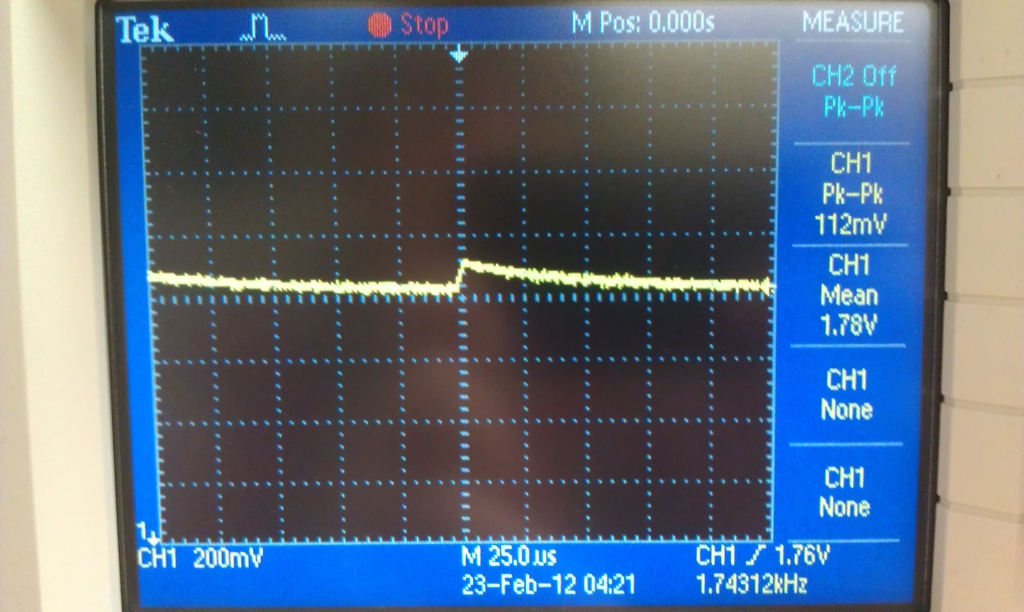 Tek Stop M Pos: 0.000s MEASURE
CH2 Off
Pk-Pk
CH1
Pk-Pk
112mV
CH1
Mean
1.78V
CH1
None
CH1
None
1
CH1 200mV M 25.0us CH1 1.76V
23-Feb-12 04:21 1.74312kHz